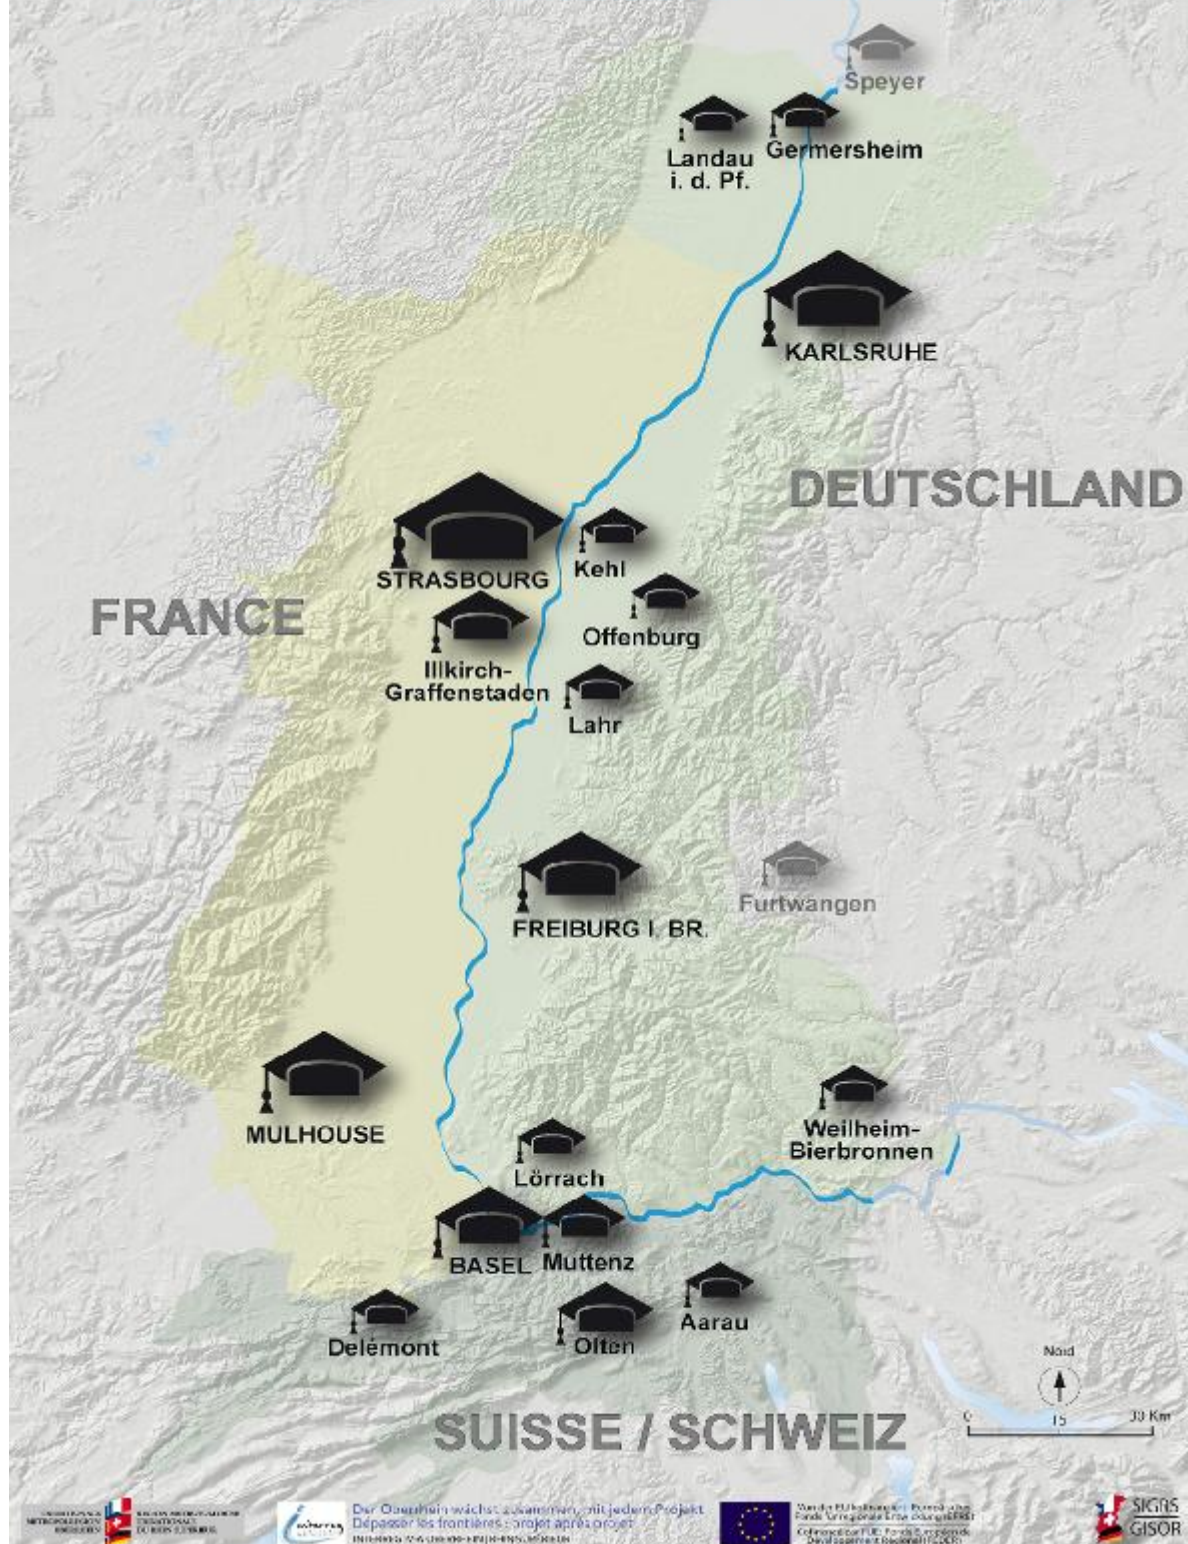 Speyer
Landau
i. d. Pf.
Germersheim
KARLSRUHE
DEUTSCHLAND
STRASBOURG
Kehl
FRANCE
Offenburg
Illkirch-
Graffenstaden
Lahr
FREIBURG I. BR.
Furtwangen
MULHOUSE
Weilheim-
Bierbronnen
Lörrach
BASEL
Muttenz
Aarau
Delémont
Olten
Nord
0 15 30 Km
SUISSE / SCHWEIZ
Der Oberrhein wächst zusammen, mit jedem Projekt
Dépasser les frontières : projet après projet
SIGRS
GISOR